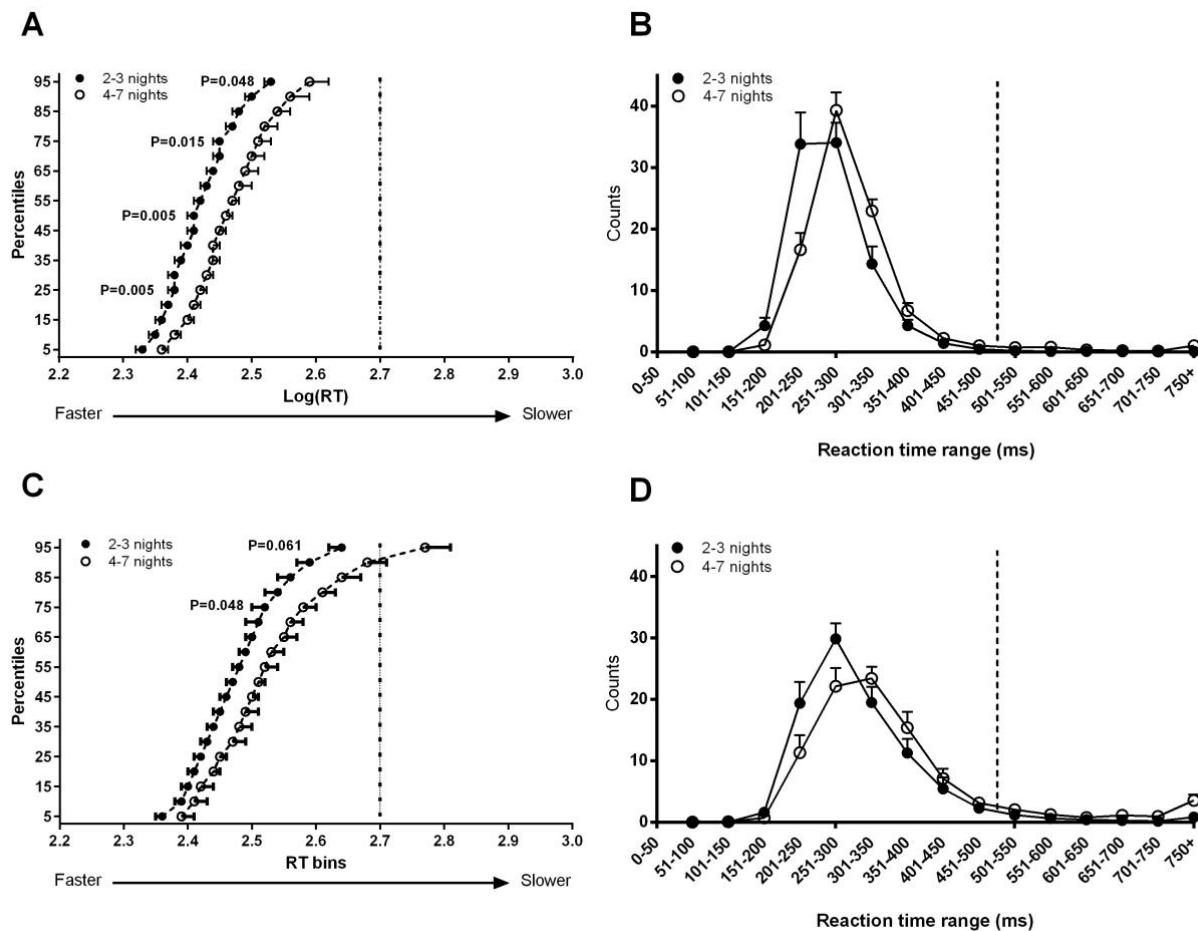 A
2-3 nights
4-7 nights
P=0.048
P=0.015
P=0.005
P=0.005
Percentiles
95
85
75
65
55
45
35
25
15
5
2.2 2.3 2.4 2.5 2.6 2.7 2.8 2.9 3.0
Log(RT)
Faster Slower
B
2-3 nights
4-7 nights
Counts
40
30
20
10
0
0-50 51-100 101-150 151-200 201-250 251-300 301-350 351-400 401-450 451-500 501-550 551-600 601-650 651-700 701-750 750+
Reaction time range (ms)
C
2-3 nights
4-7 nights
P=0.061
P=0.048
Percentiles
95
85
75
65
55
45
35
25
15
5
2.2 2.3 2.4 2.5 2.6 2.7 2.8 2.9 3.0
RT bins
Faster Slower
D
2-3 nights
4-7 nights
Counts
40
30
20
10
0
0-50 51-100 101-150 151-200 201-250 251-300 301-350 351-400 401-450 451-500 501-550 551-600 601-650 651-700 701-750 750+
Reaction time range (ms)